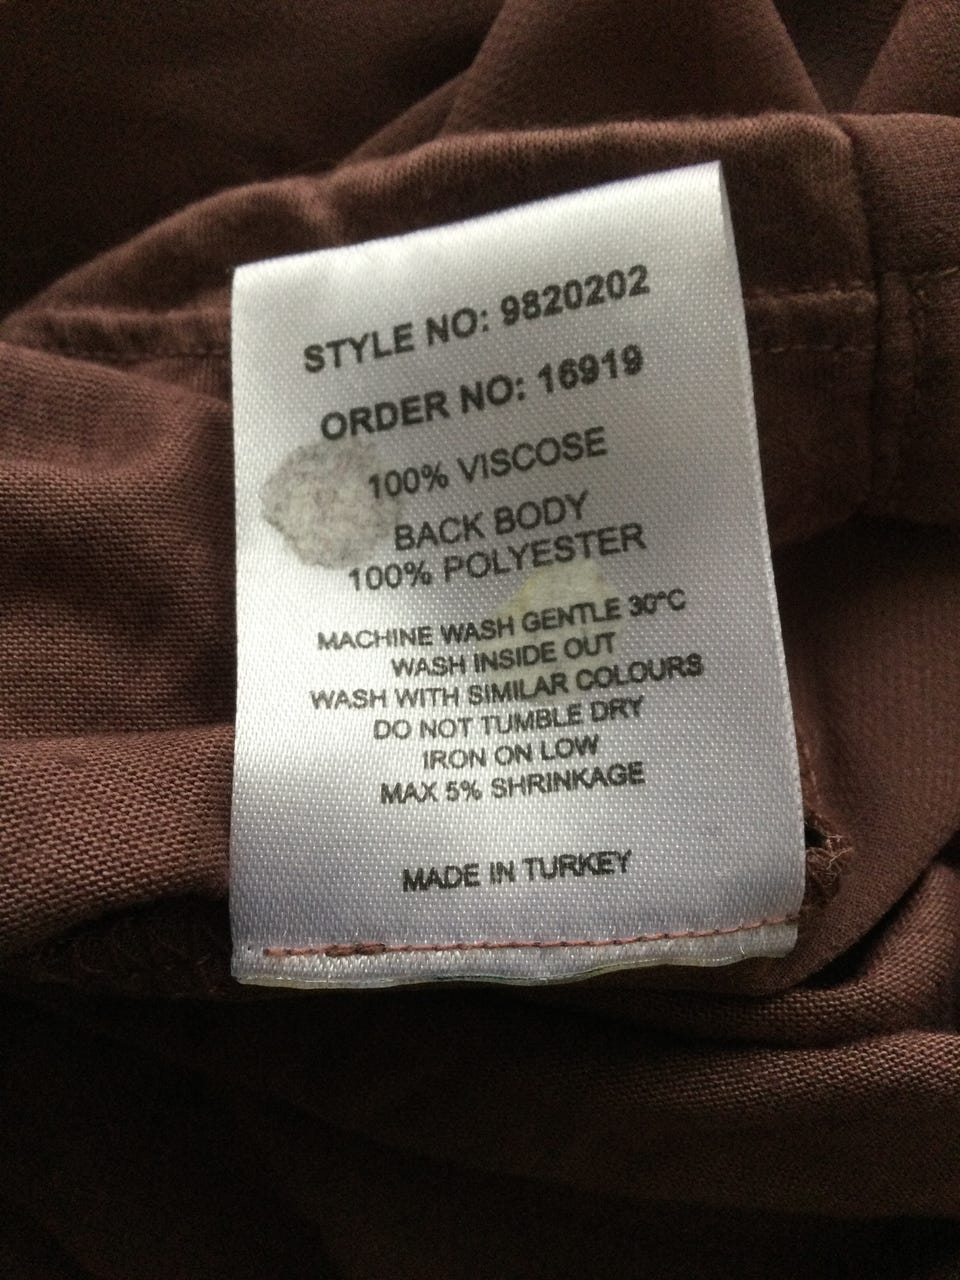 STYLE NO: 9820202
ORDER NO: 16919
100% VISCOSE
BACK BODY
100% POLYESTER
MACHINE WASH GENTLE 30°C
WASH INSIDE OUT
WASH WITH SIMILAR COLOURS
DO NOT TUMBLE DRY
IRON ON LOW
MAX 5% SHRINKAGE
MADE IN TURKEY